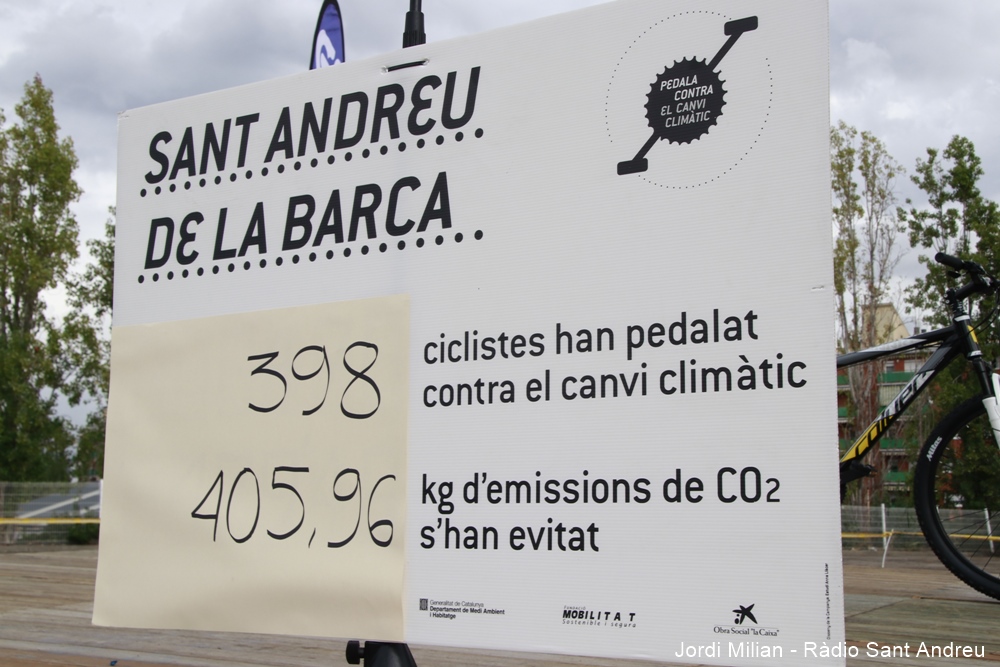 SANT ANDREU
DE LA BARCA
PEDALA
CONTRA
EL CANVI
CLIMÀTIC
398
ciclistes han pedalat
contra el canvi climàtic
405,96
kg d'emissions de CO2
s'han evitat
Generalitat de Catalunya
Departament de Medi Ambient
i Habitatge
FUNDACIÓ
MOBILITAT
Sostenible i segura
Obra Social "la Caixa"
Jordi Milian - Ràdio Sant Andreu